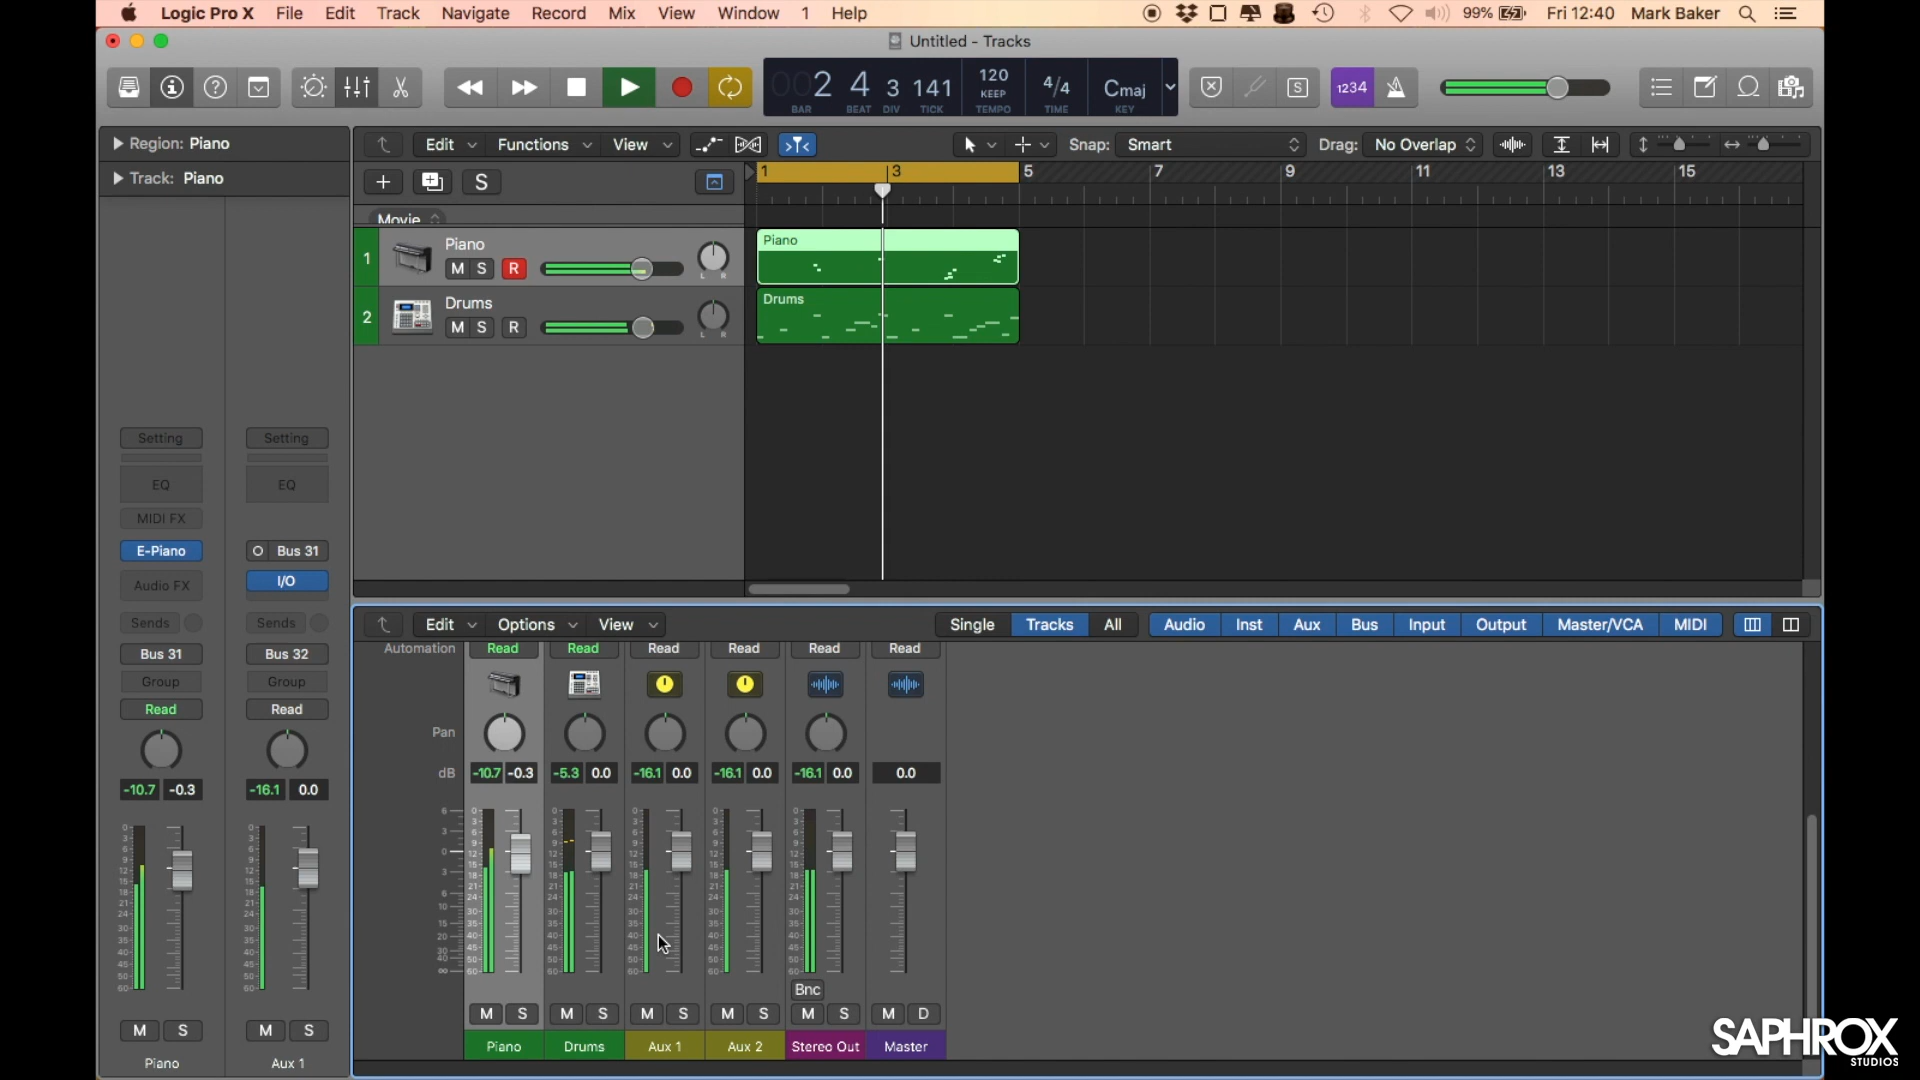 Logic Pro X File Edit Track Navigate Record Mix View Window 1 Help 99% Fri 12:40 Mark Baker
Untitled - Tracks
002 4 3 141 120 KEEP 4/4 Cmaj
BAR BEAT DIV TICK TEMPO TIME KEY
1234
S
Region: Piano
Edit Functions View Snap: Smart Drag: No Overlap
Track: Piano
S
1 3 5 7 9 11 13 15
Movie
1 Piano
M S R
L R
Piano
2 Drums
M S R
L R
Drums
Setting Setting
EQ EQ
MIDI FX
E-Piano Bus 31
Audio FX I/O
Sends Sends
Bus 31 Bus 32
Group Group
Read Read
-10.7 -0.3 -16.1 0.0
M S M S
Piano Aux 1
Edit Options View Single Tracks All Audio Inst Aux Bus Input Output Master/VCA MIDI
Automation Read Read Read Read Read Read
Pan
dB -10.7 -0.3 -5.3 0.0 -16.1 0.0 -16.1 0.0 -16.1 0.0 0.0
Bnc
M S M S M S M S M S M D
Piano Drums Aux 1 Aux 2 Stereo Out Master
SAPHROX
STUDIOS